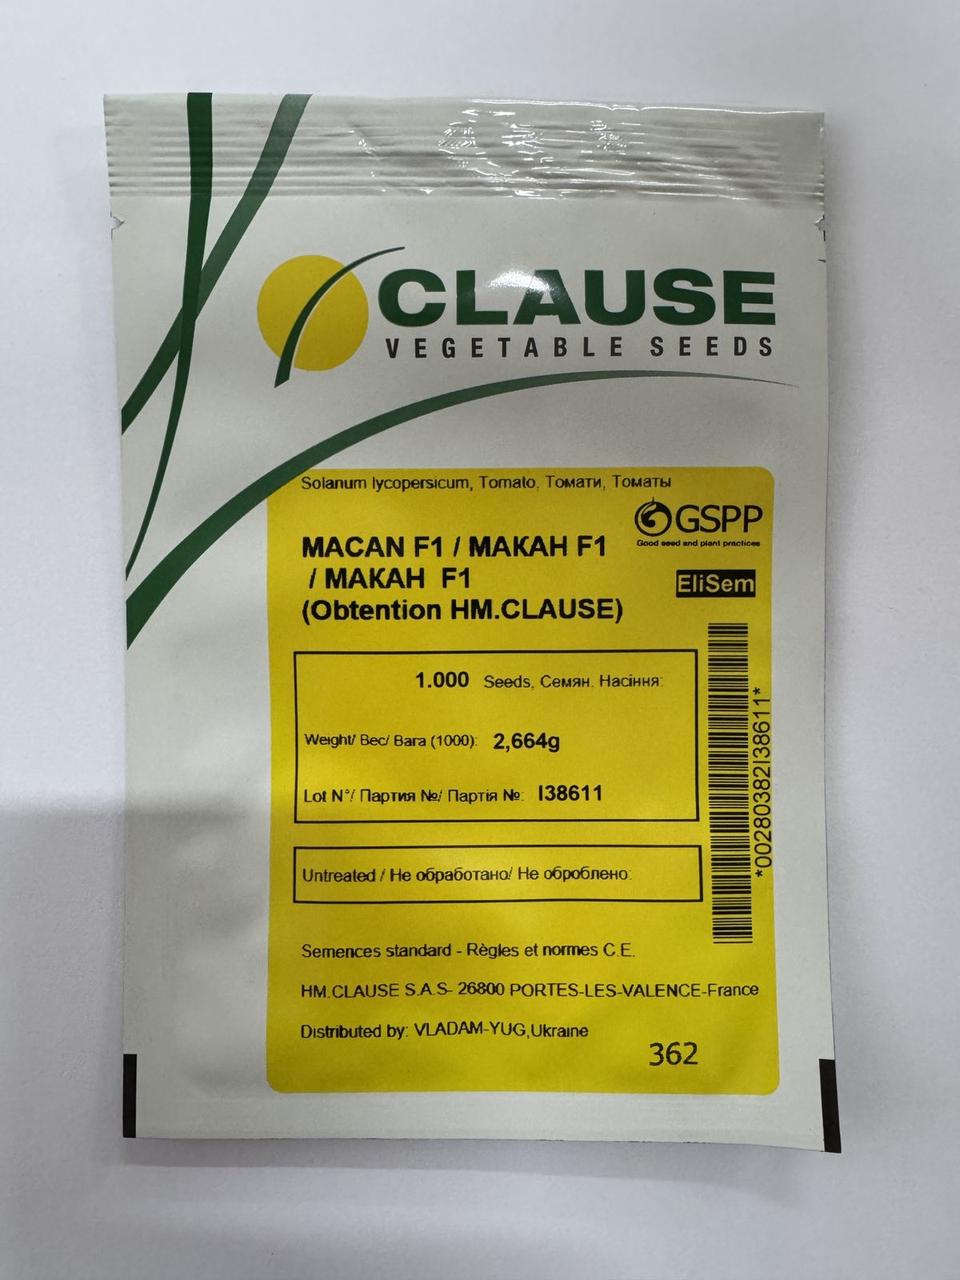 CLAUSE
VEGETABLE SEEDS
Solanum lycopersicum, Tomato, Томати, Томаты
GSPP
Good seed and plant practices
MACAN F1 / МАКАН F1
/ МАКАН F1
(Obtention HM.CLAUSE)
EliSem
1.000 Seeds, Семян. Насіння:
Weight/ Вес/ Вага (1000): 2,664g
Lot N°/ Партия №/ Партія №: I38611
*00280382I38611*
Untreated / Не обработано/ Не оброблено:
Semences standard - Règles et normes C.E.
HM.CLAUSE S.A.S- 26800 PORTES-LES-VALENCE-France
Distributed by: VLADAM-YUG,Ukraine
362